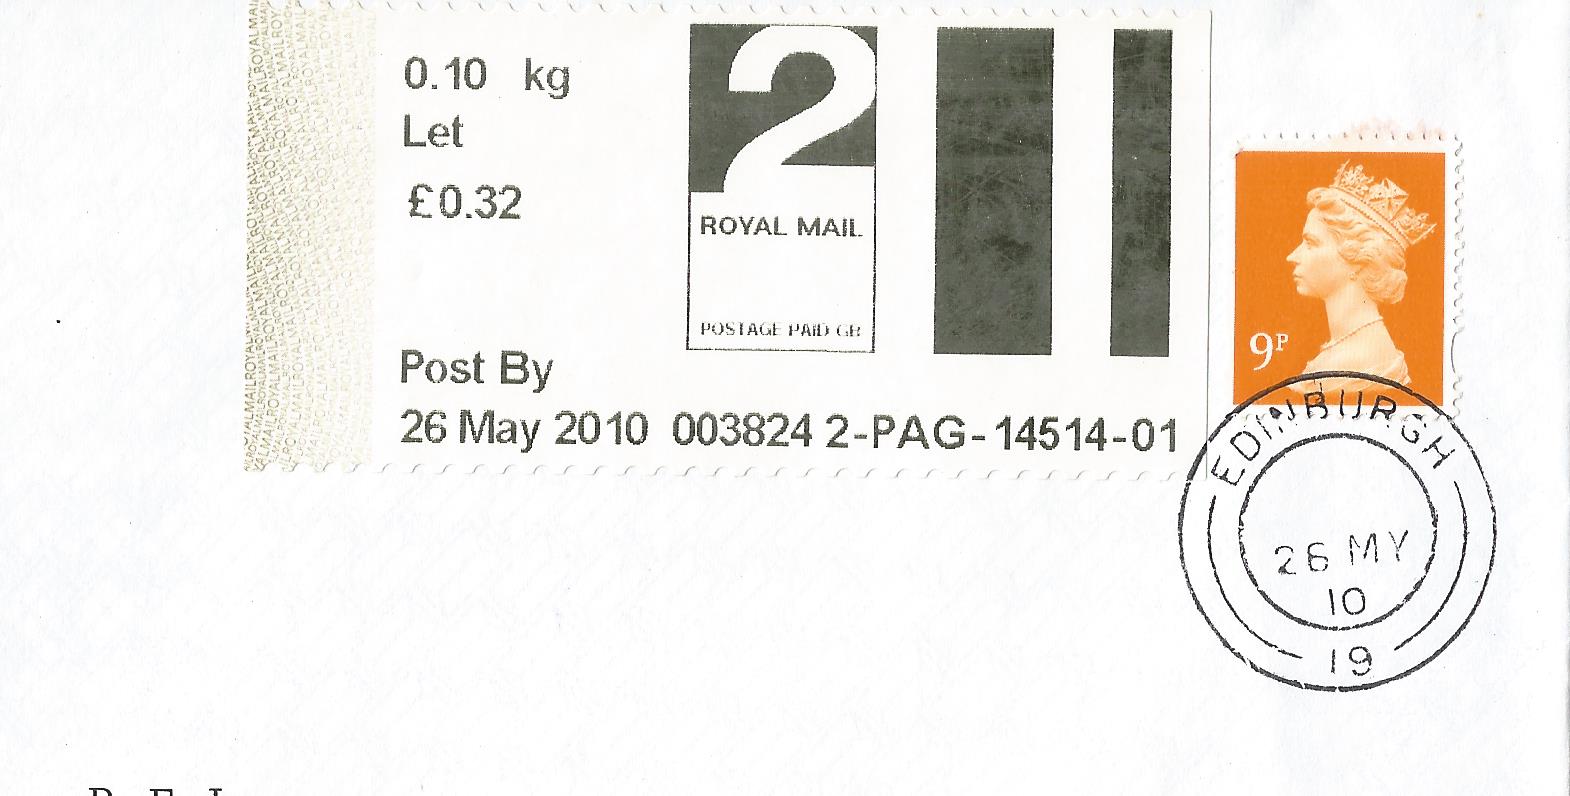 0.10 kg
Let
£0.32
2
ROYAL MAIL
POSTAGE PAID GB
Post By
26 May 2010 003824 2-PAG-14514-01
9P
EDINBURGH
26 MY
10
19